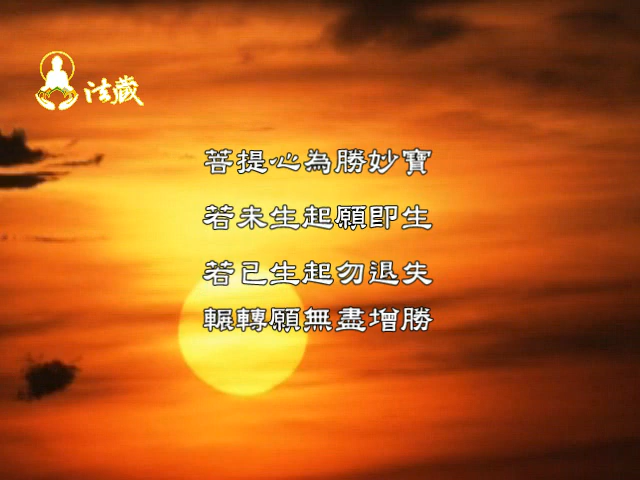 法藏
菩提心為勝妙寶
若未生起願即生
若已生起勿退失
輾轉願無盡增勝